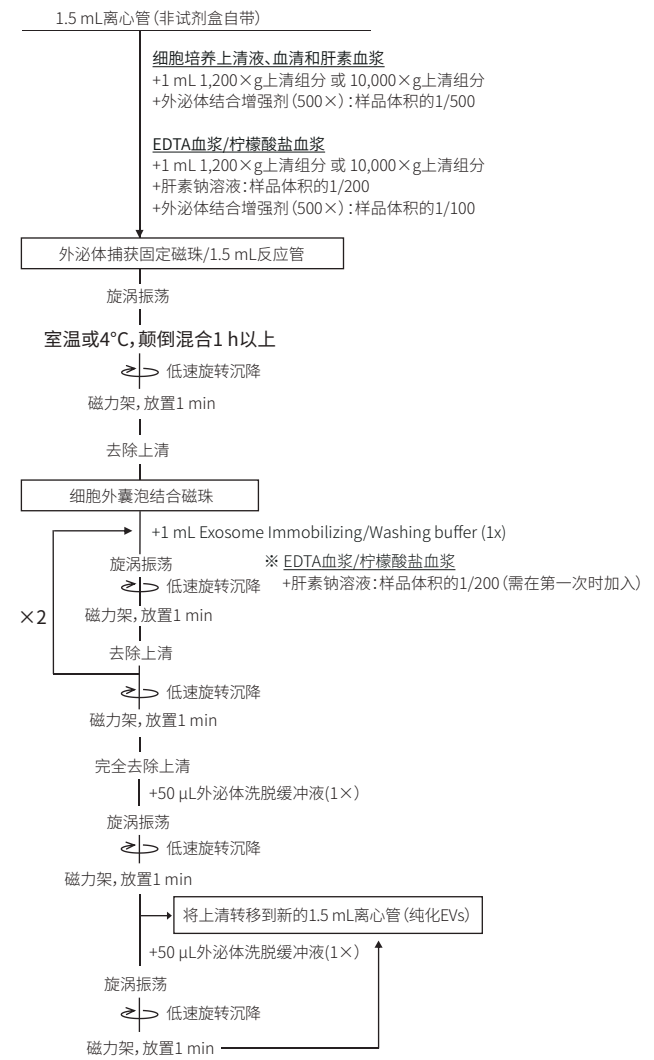 1.5 mL离心管（非试剂盒自带）
细胞培养上清液、血清和肝素血浆
+1 mL 1,200×g上清组分 或 10,000×g上清组分
+外泌体结合增强剂（500×）：样品体积的1/500
EDTA血浆/柠檬酸盐血浆
+1 mL 1,200×g上清组分 或 10,000×g上清组分
+肝素钠溶液：样品体积的1/200
+外泌体结合增强剂（500×）：样品体积的1/100
外泌体捕获固定磁珠/1.5 mL反应管
旋涡振荡
室温或4°C，颠倒混合1 h以上
低速旋转沉降
磁力架，放置1 min
去除上清
细胞外囊泡结合磁珠
+1 mL Exosome Immobilizing/Washing buffer (1x)
旋涡振荡
※ EDTA血浆/柠檬酸盐血浆
低速旋转沉降
+肝素钠溶液：样品体积的1/200（需在第一次时加入）
×2
磁力架，放置1 min
去除上清
低速旋转沉降
磁力架，放置1 min
完全去除上清
+50 μL外泌体洗脱缓冲液(1×）
旋涡振荡
低速旋转沉降
磁力架，放置1 min
将上清转移到新的1.5 mL离心管（纯化EVs）
+50 μL外泌体洗脱缓冲液(1×）
旋涡振荡
低速旋转沉降
磁力架，放置1 min